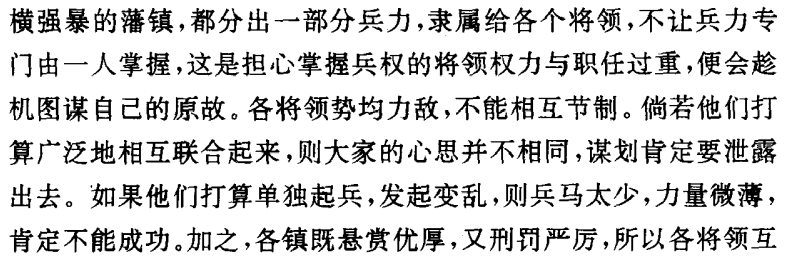 横强暴的藩镇,都分出一部分兵力,隶属给各个将领,不让兵力专
门由一人掌握,这是担心掌握兵权的将领权力与职任过重,便会趁
机图谋自己的原故。各将领势均力敌,不能相互节制。倘若他们打
算广泛地相互联合起来,则大家的心思并不相同,谋划肯定要泄露
出去。如果他们打算单独起兵,发起变乱,则兵马太少,力量微薄,
肯定不能成功。加之,各镇既悬赏优厚,又刑罚严厉,所以各将领互